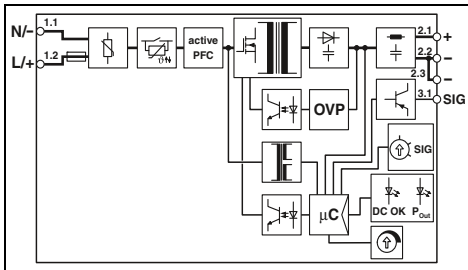 N/- 1.1
L/+ 1.2
active
PFC
2.1 +
2.2 -
2.3 -
3.1 SIG
OVP
SIG
µC
DC OK POut